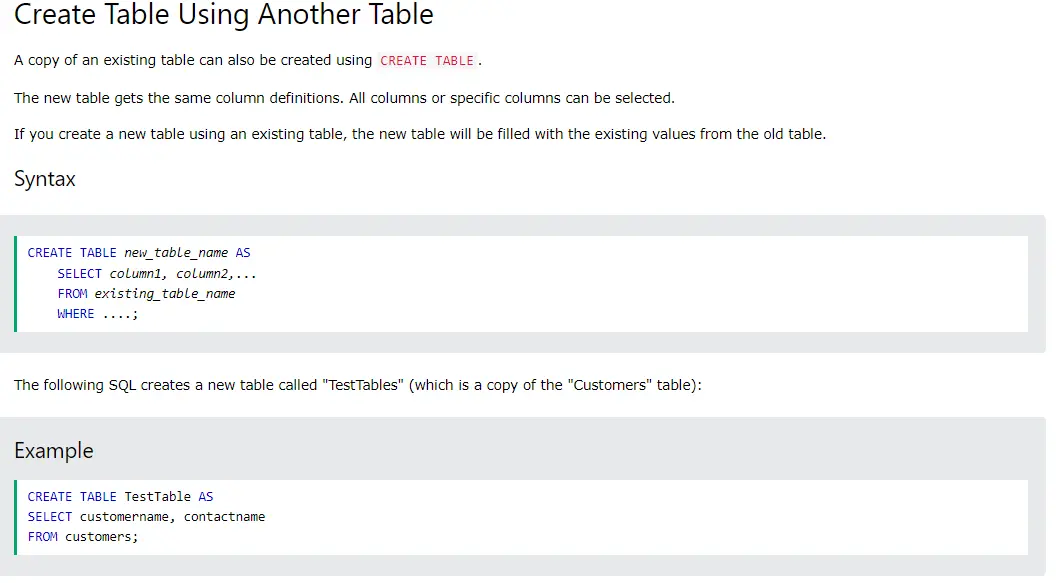 Create Table Using Another Table
A copy of an existing table can also be created using CREATE TABLE.
The new table gets the same column definitions. All columns or specific columns can be selected.
If you create a new table using an existing table, the new table will be filled with the existing values from the old table.
Syntax
CREATE TABLE new_table_name AS
    SELECT column1, column2,...
    FROM existing_table_name
    WHERE ....;
The following SQL creates a new table called "TestTables" (which is a copy of the "Customers" table):
Example
CREATE TABLE TestTable AS
SELECT customername, contactname
FROM customers;